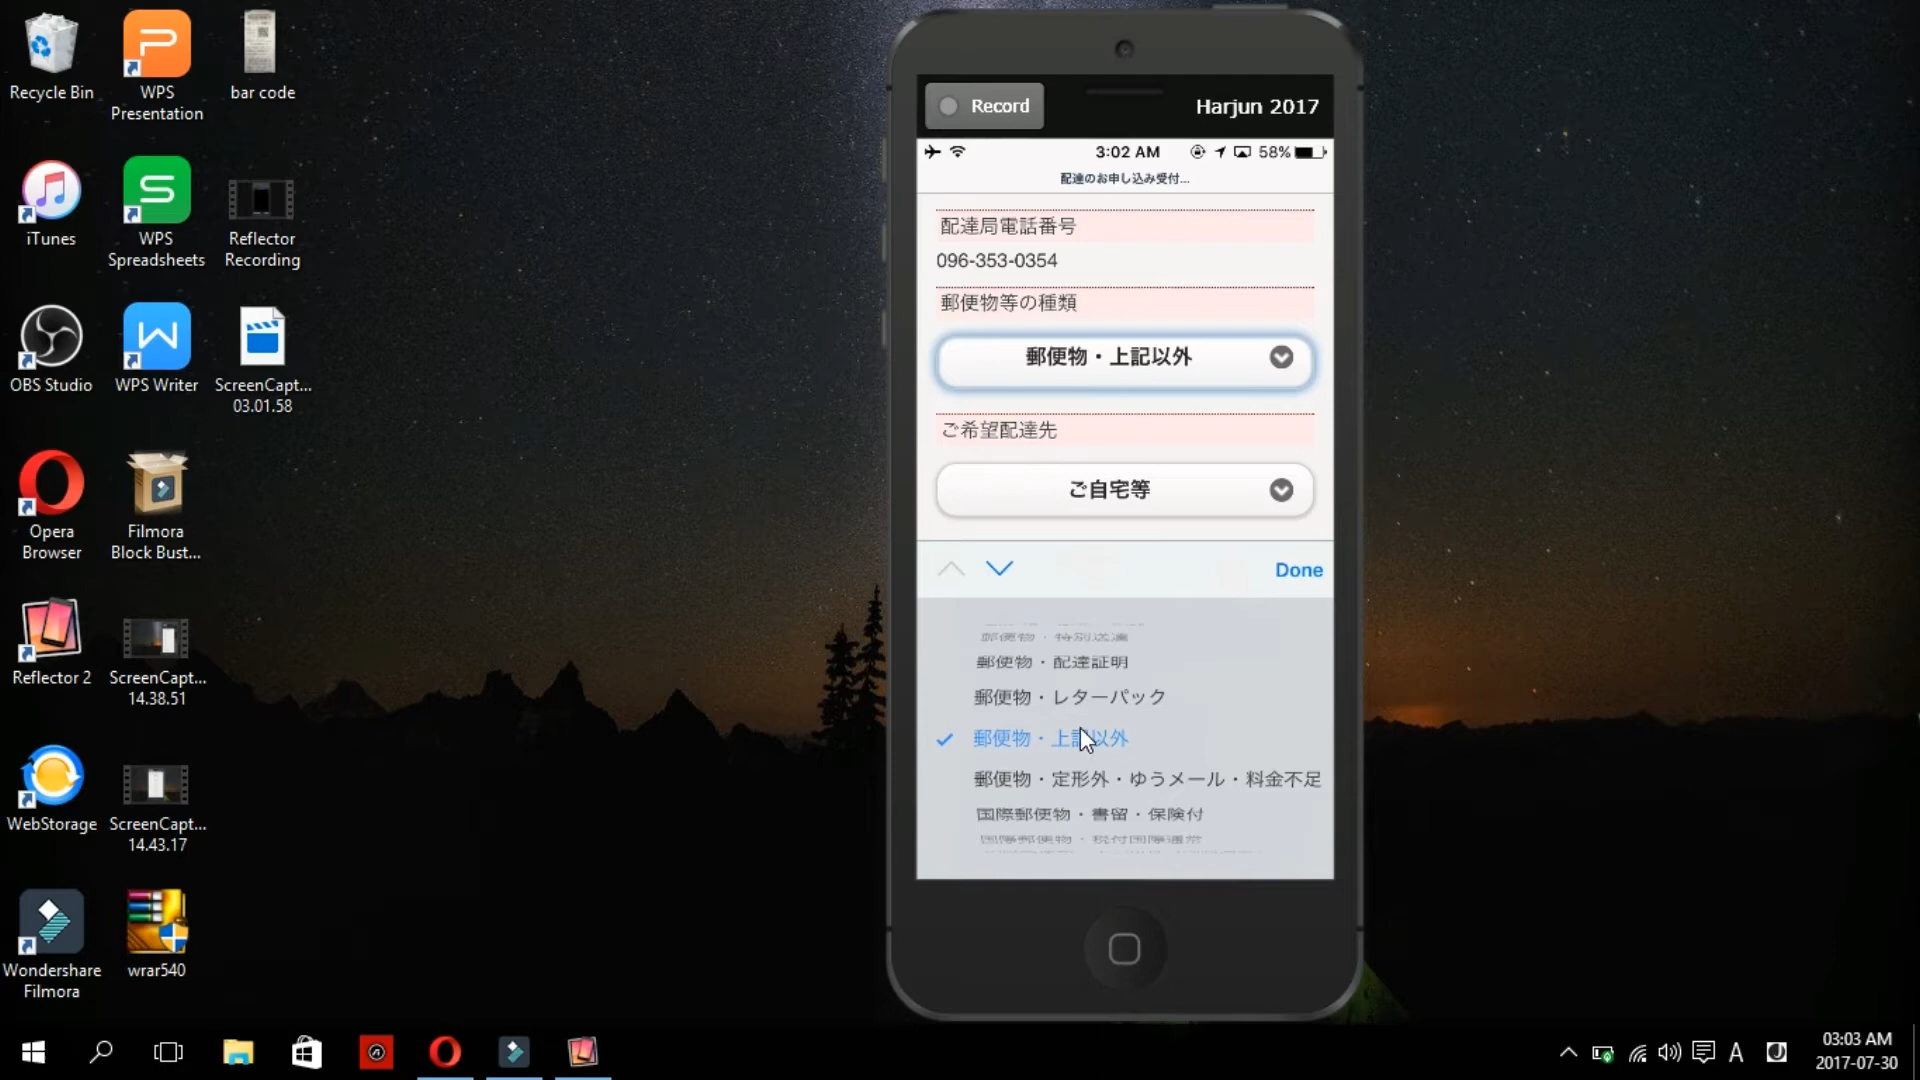 Recycle Bin
WPS
Presentation
bar code
iTunes
WPS
Spreadsheets
Reflector
Recording
OBS Studio
WPS Writer
ScreenCapt...
03.01.58
Opera
Browser
Filmora
Block Bust...
Reflector 2
ScreenCapt...
14.38.51
WebStorage
ScreenCapt...
14.43.17
Wondershare
Filmora
wrar540
Record
Harjun 2017
3:02 AM
58%
配達のお申し込み受付...
配達局電話番号
096-353-0354
郵便物等の種類
郵便物・上記以外
ご希望配達先
ご自宅等
Done
郵便物・特別送達
郵便物・配達証明
郵便物・レターパック
郵便物・上記以外
郵便物・定形外・ゆうメール・料金不足
国際郵便物・書留・保険付
A
03:03 AM
2017-07-30